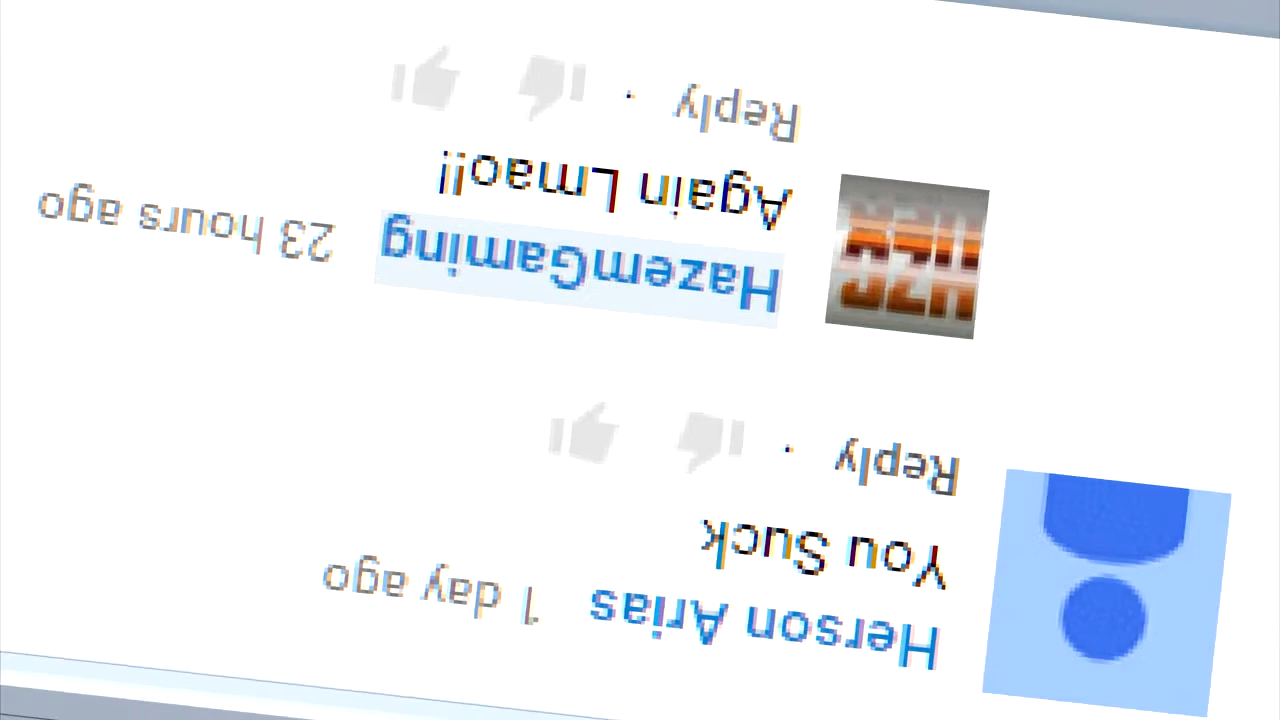 Herson Arias 1 day ago
You Suck
Reply ·
HazemGaming 23 hours ago
Again Lmao!!
Reply ·